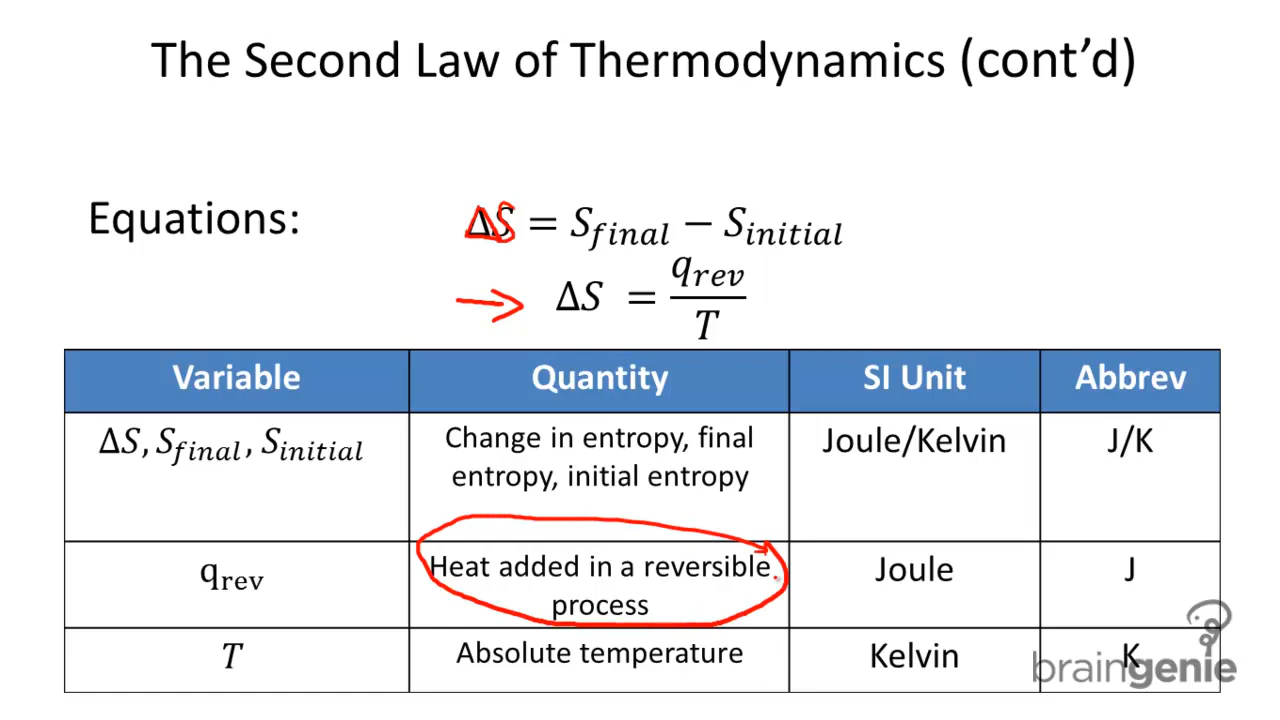 The Second Law of Thermodynamics (cont’d)
Equations:
ΔS = S_final − S_initial
ΔS = q_rev / T
Variable Quantity SI Unit Abbrev
ΔS, S_final, S_initial Change in entropy, final Joule/Kelvin J/K
entropy, initial entropy
q_rev Heat added in a reversible Joule J
process
T Absolute temperature Kelvin K
braingenie